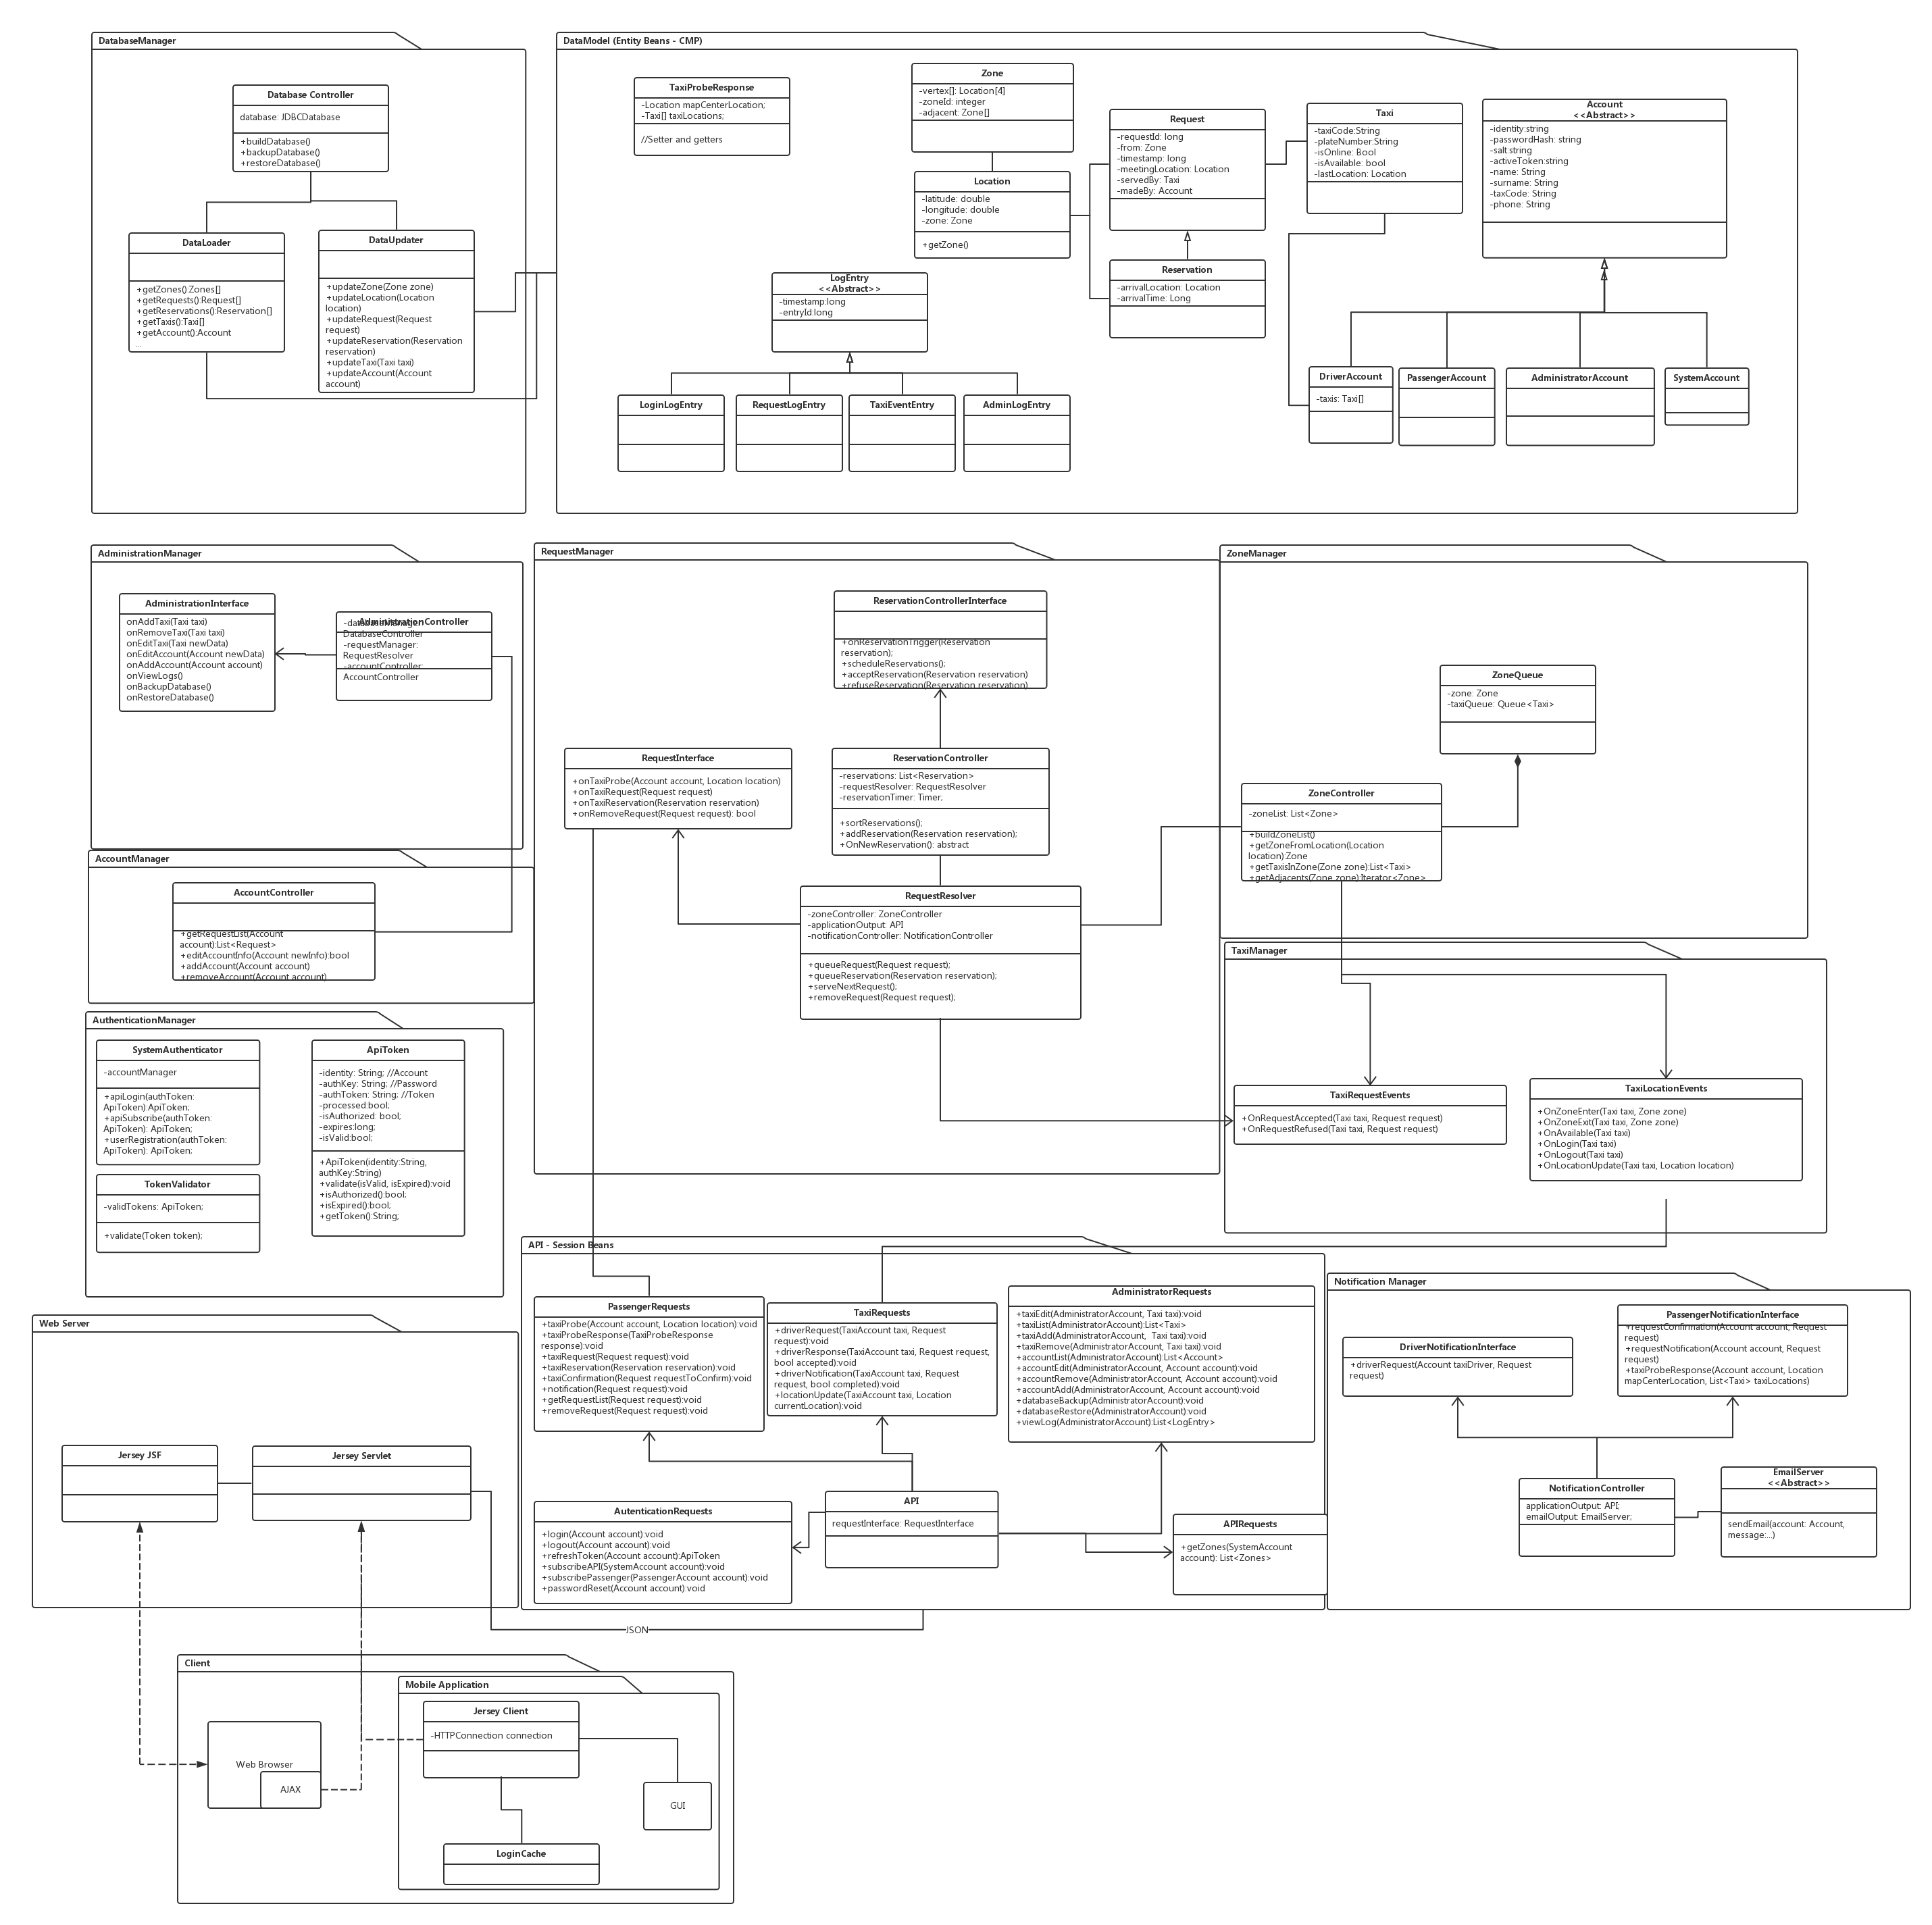 DatabaseManager
Database Controller
database: JDBCDatabase
+buildDatabase()
+backupDatabase()
+restoreDatabase()
DataLoader
+getZones():Zones[]
+getRequests():Request[]
+getReservations():Reservation[]
+getTaxis():Taxi[]
+getAccount():Account
...
DataUpdater
+updateZone(Zone zone)
+updateLocation(Location
location)
+updateRequest(Request
request)
+updateReservation(Reservation
reservation)
+updateTaxi(Taxi taxi)
+updateAccount(Account
account)
DataModel (Entity Beans - CMP)
TaxiProbeResponse
-Location mapCenterLocation;
-Taxi[] taxiLocations;
//Setter and getters
Zone
-vertex[]: Location[4]
-zoneId: integer
-adjacent: Zone[]
Location
-latitude: double
-longitude: double
-zone: Zone
+getZone()
Request
-requestId: long
-from: Zone
-timestamp: long
-meetingLocation: Location
-servedBy: Taxi
-madeBy: Account
Reservation
-arrivalLocation: Location
-arrivalTime: Long
Taxi
-taxiCode:String
-plateNumber:String
-isOnline: Bool
-isAvailable: bool
-lastLocation: Location
Account
<<Abstract>>
-identity:string
-passwordHash: string
-salt:string
-activeToken:string
-name: String
-surname: String
-taxCode: String
-phone: String
LogEntry
<<Abstract>>
-timestamp:long
-entryId:long
LoginLogEntry
RequestLogEntry
TaxiEventEntry
AdminLogEntry
DriverAccount
-taxis: Taxi[]
PassengerAccount
AdministratorAccount
SystemAccount
AdministrationManager
AdministrationInterface
onAddTaxi(Taxi taxi)
onRemoveTaxi(Taxi taxi)
onEditTaxi(Taxi newData)
onEditAccount(Account newData)
onAddAccount(Account account)
onViewLogs()
onBackupDatabase()
onRestoreDatabase()
AdministrationController
-databaseManager:
DatabaseController
-requestManager:
RequestResolver
-accountController:
AccountController
AccountManager
AccountController
+getRequestList(Account
account):List<Request>
+editAccountInfo(Account newInfo):bool
+addAccount(Account account)
+removeAccount(Account account)
RequestManager
ReservationControllerInterface
+onReservationTrigger(Reservation
reservation);
+scheduleReservations();
+acceptReservation(Reservation reservation)
+refuseReservation(Reservation reservation)
RequestInterface
+onTaxiProbe(Account account, Location location)
+onTaxiRequest(Request request)
+onTaxiReservation(Reservation reservation)
+onRemoveRequest(Request request): bool
ReservationController
-reservations: List<Reservation>
-requestResolver: RequestResolver
-reservationTimer: Timer;
+sortReservations();
+addReservation(Reservation reservation);
+OnNewReservation(): abstract
RequestResolver
-zoneController: ZoneController
-applicationOutput: API
-notificationController: NotificationController
+queueRequest(Request request);
+queueReservation(Reservation reservation);
+serveNextRequest();
+removeRequest(Request request);
ZoneManager
ZoneQueue
-zone: Zone
-taxiQueue: Queue<Taxi>
ZoneController
-zoneList: List<Zone>
+buildZoneList()
+getZoneFromLocation(Location
location):Zone
+getTaxisInZone(Zone zone):List<Taxi>
+getAdjacents(Zone zone):Iterator<Zone>
TaxiManager
TaxiRequestEvents
+OnRequestAccepted(Taxi taxi, Request request)
+OnRequestRefused(Taxi taxi, Request request)
TaxiLocationEvents
+OnZoneEnter(Taxi taxi, Zone zone)
+OnZoneExit(Taxi taxi, Zone zone)
+OnAvailable(Taxi taxi)
+OnLogin(Taxi taxi)
+OnLogout(Taxi taxi)
+OnLocationUpdate(Taxi taxi, Location location)
AuthenticationManager
SystemAuthenticator
-accountManager
+apiLogin(authToken:
ApiToken):ApiToken;
+apiSubscribe(authToken:
ApiToken): ApiToken;
+userRegistration(authToken:
ApiToken): ApiToken;
TokenValidator
-validTokens: ApiToken;
+validate(Token token);
ApiToken
-identity: String; //Account
-authKey: String; //Password
-authToken: String; //Token
-processed:bool;
-isAuthorized: bool;
-expires:long;
-isValid:bool;
+ApiToken(identity:String,
authKey:String)
+validate(isValid, isExpired):void
+isAuthorized():bool;
+isExpired():bool;
+getToken():String;
API - Session Beans
PassengerRequests
+taxiProbe(Account account, Location location):void
+taxiProbeResponse(TaxiProbeResponse
response):void
+taxiRequest(Request request):void
+taxiReservation(Reservation reservation):void
+taxiConfirmation(Request requestToConfirm):void
+notification(Request request):void
+getRequestList(Request request):void
+removeRequest(Request request):void
TaxiRequests
+driverRequest(TaxiAccount taxi, Request
request):void
+driverResponse(TaxiAccount taxi, Request request,
bool accepted):void
+driverNotification(TaxiAccount taxi, Request
request, bool completed):void
+locationUpdate(TaxiAccount taxi, Location
currentLocation):void
AdministratorRequests
+taxiEdit(AdministratorAccount, Taxi taxi):void
+taxiList(AdministratorAccount):List<Taxi>
+taxiAdd(AdministratorAccount, Taxi taxi):void
+taxiRemove(AdministratorAccount, Taxi taxi):void
+accountList(AdministratorAccount):List<Account>
+accountEdit(AdministratorAccount, Account account):void
+accountRemove(AdministratorAccount, Account account):void
+accountAdd(AdministratorAccount, Account account):void
+databaseBackup(AdministratorAccount):void
+databaseRestore(AdministratorAccount):void
+viewLog(AdministratorAccount):List<LogEntry>
AutenticationRequests
+login(Account account):void
+logout(Account account):void
+refreshToken(Account account):ApiToken
+subscribeAPI(SystemAccount account):void
+subscribePassenger(PassengerAccount account):void
+passwordReset(Account account):void
API
requestInterface: RequestInterface
APIRequests
+getZones(SystemAccount
account): List<Zones>
Notification Manager
DriverNotificationInterface
+driverRequest(Account taxiDriver, Request
request)
PassengerNotificationInterface
+requestConfirmation(Account account, Request
request)
+requestNotification(Account account, Request
request)
+taxiProbeResponse(Account account, Location
mapCenterLocation, List<Taxi> taxiLocations)
NotificationController
applicationOutput: API;
emailOutput: EmailServer;
EmailServer
<<Abstract>>
sendEmail(account: Account,
message:...)
Web Server
Jersey JSF
Jersey Servlet
JSON
Client
Web Browser
AJAX
Mobile Application
Jersey Client
-HTTPConnection connection
GUI
LoginCache